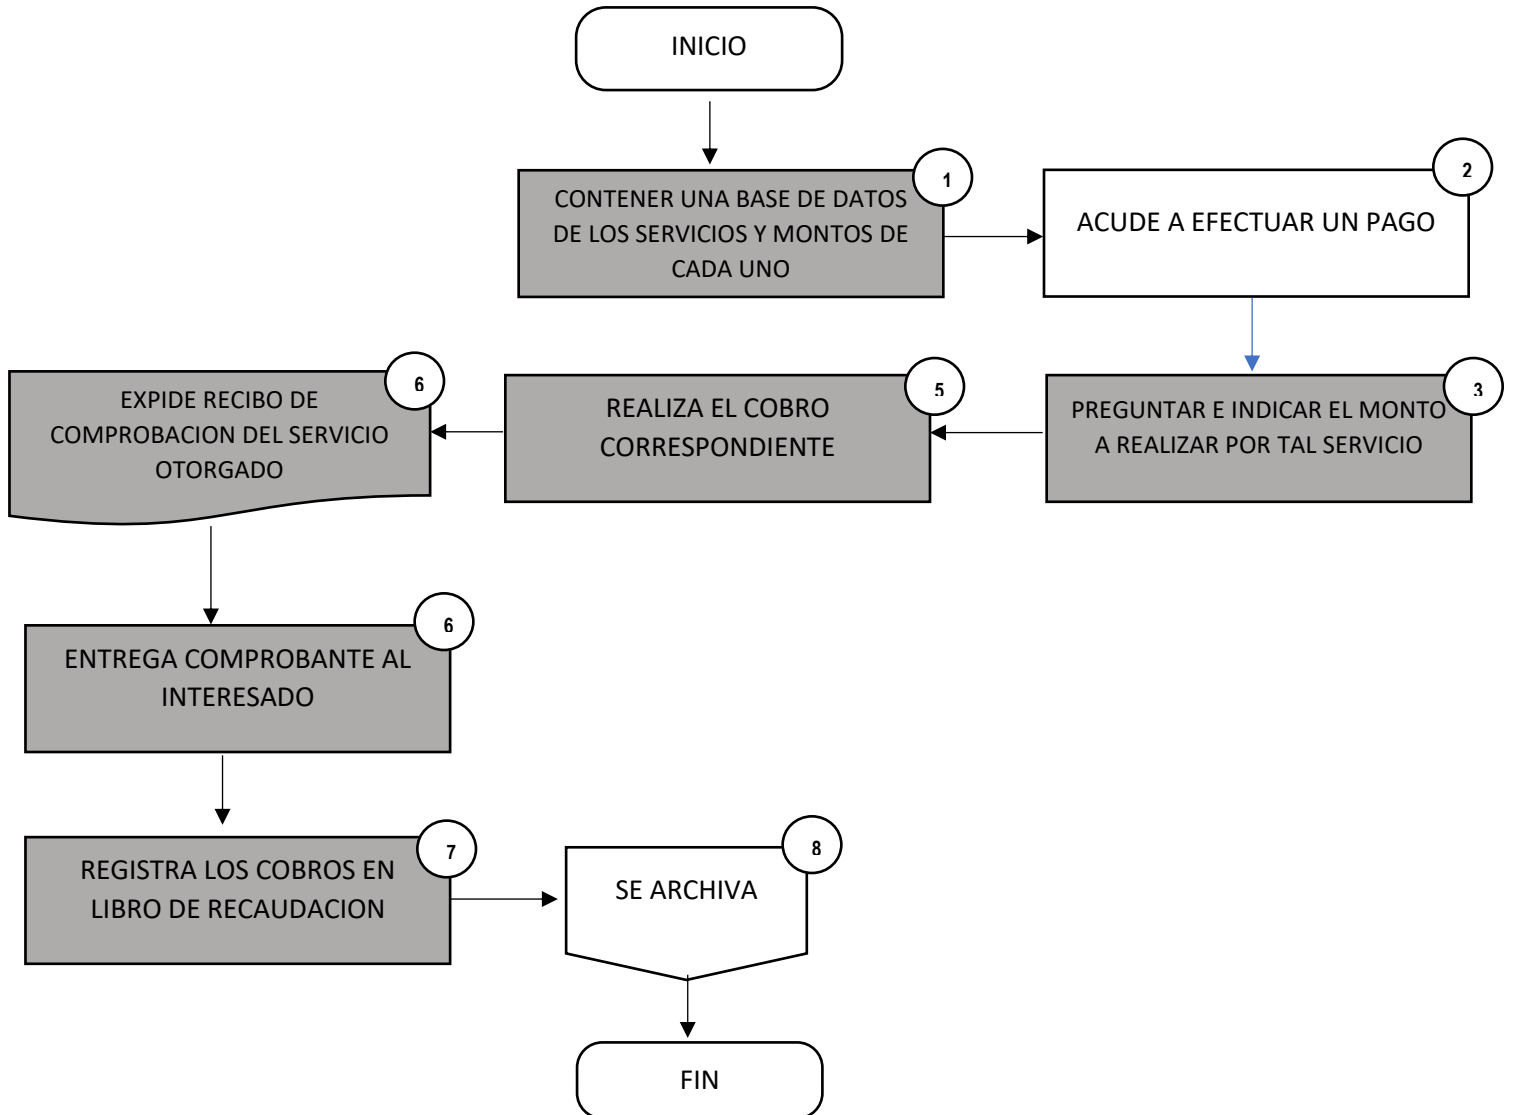 INICIO
1
CONTENER UNA BASE DE DATOS
DE LOS SERVICIOS Y MONTOS DE
CADA UNO
2
ACUDE A EFECTUAR UN PAGO
3
PREGUNTAR E INDICAR EL MONTO
A REALIZAR POR TAL SERVICIO
5
REALIZA EL COBRO
CORRESPONDIENTE
6
EXPIDE RECIBO DE
COMPROBACION DEL SERVICIO
OTORGADO
6
ENTREGA COMPROBANTE AL
INTERESADO
7
REGISTRA LOS COBROS EN
LIBRO DE RECAUDACION
8
SE ARCHIVA
FIN